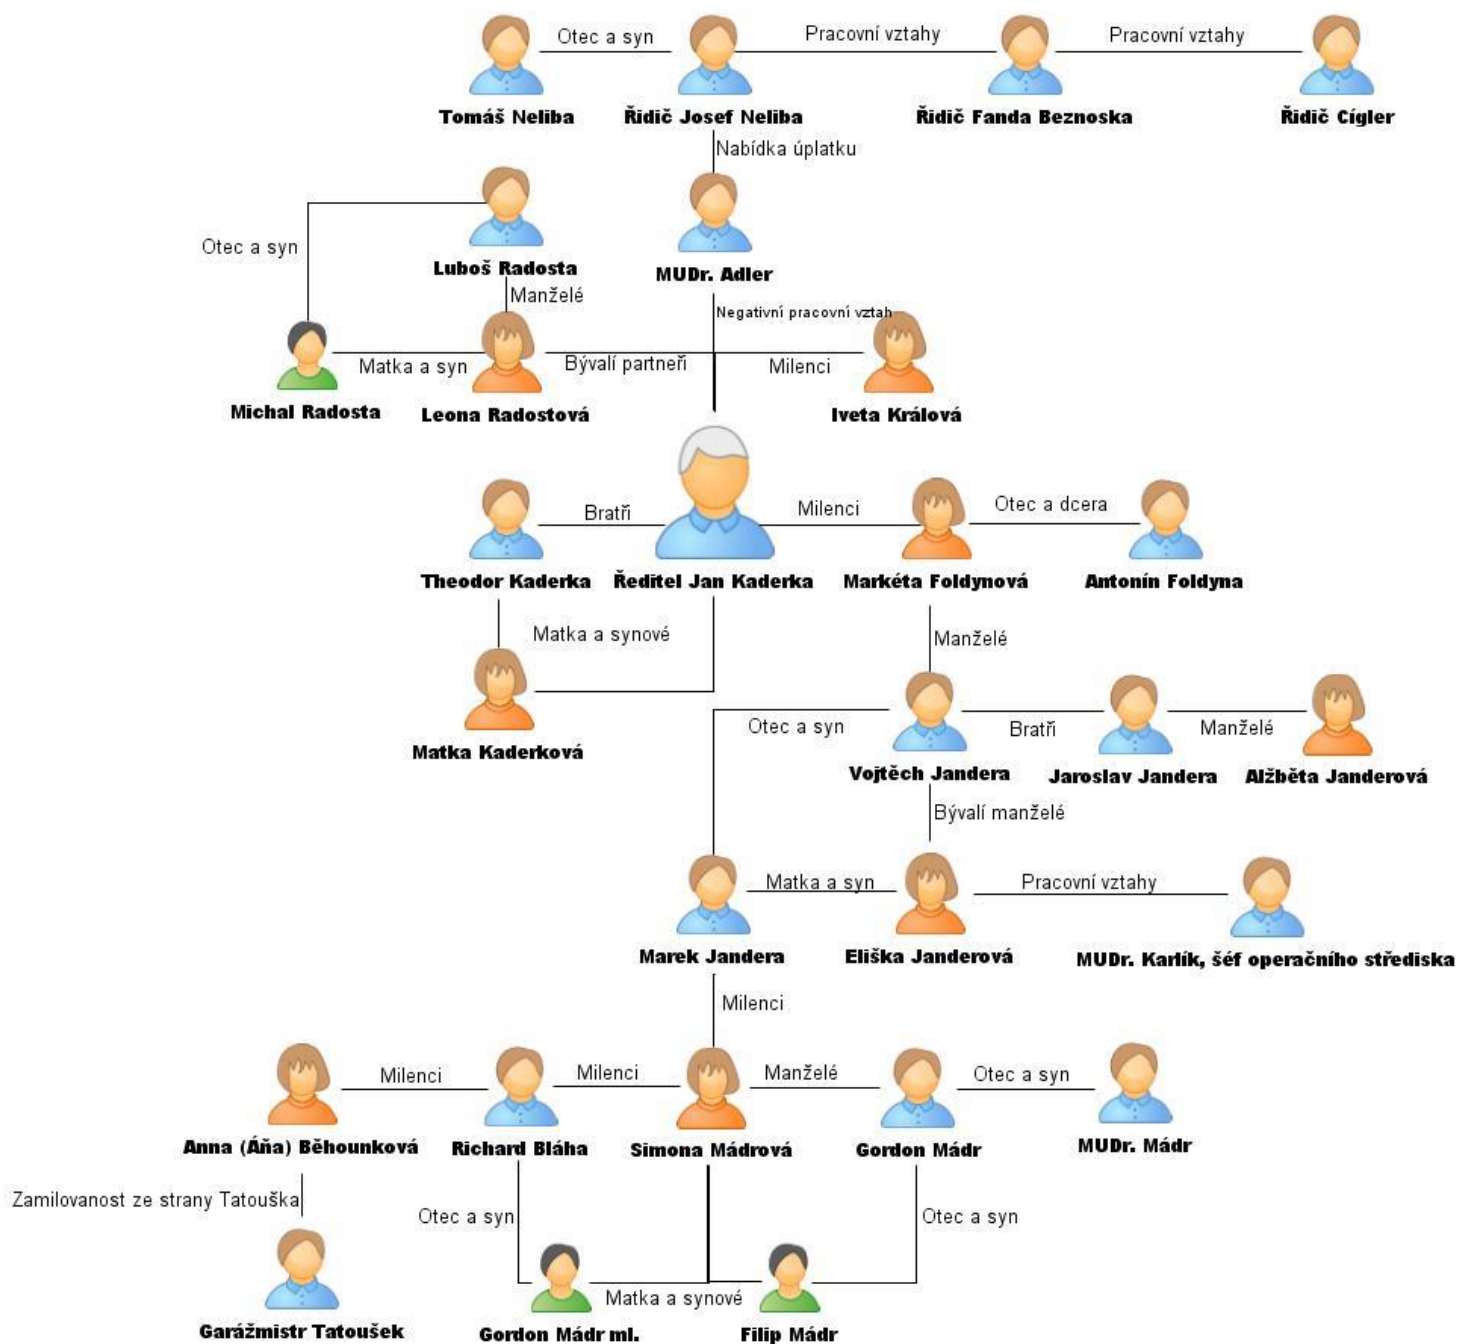 Otec a syn
Pracovní vztahy
Pracovní vztahy
Tomáš Neliba
Řidič Josef Neliba
Řidič Fanda Beznoska
Řidič Cígler
Nabídka úplatku
Otec a syn
Luboš Radosta
MUDr. Adler
Manželé
Negativní pracovní vztah
Matka a syn
Bývalí partneři
Milenci
Michal Radosta
Leona Radostová
Iveta Králová
Bratři
Milenci
Otec a dcera
Theodor Kaderka
Ředitel Jan Kaderka
Markéta Foldynová
Antonín Foldyna
Matka a synové
Manželé
Matka Kaderková
Otec a syn
Bratři
Manželé
Vojtěch Jandera
Jaroslav Jandera
Alžběta Janderová
Bývalí manželé
Matka a syn
Pracovní vztahy
Marek Jandera
Eliška Janderová
MUDr. Karlík, šéf operačního střediska
Milenci
Milenci
Milenci
Manželé
Otec a syn
Anna (Áňa) Běhounková
Richard Bláha
Simona Mádrová
Gordon Mádr
MUDr. Mádr
Zamilovanost ze strany Tatouška
Otec a syn
Otec a syn
Matka a synové
Garážmistr Tatoušek
Gordon Mádr ml.
Filip Mádr